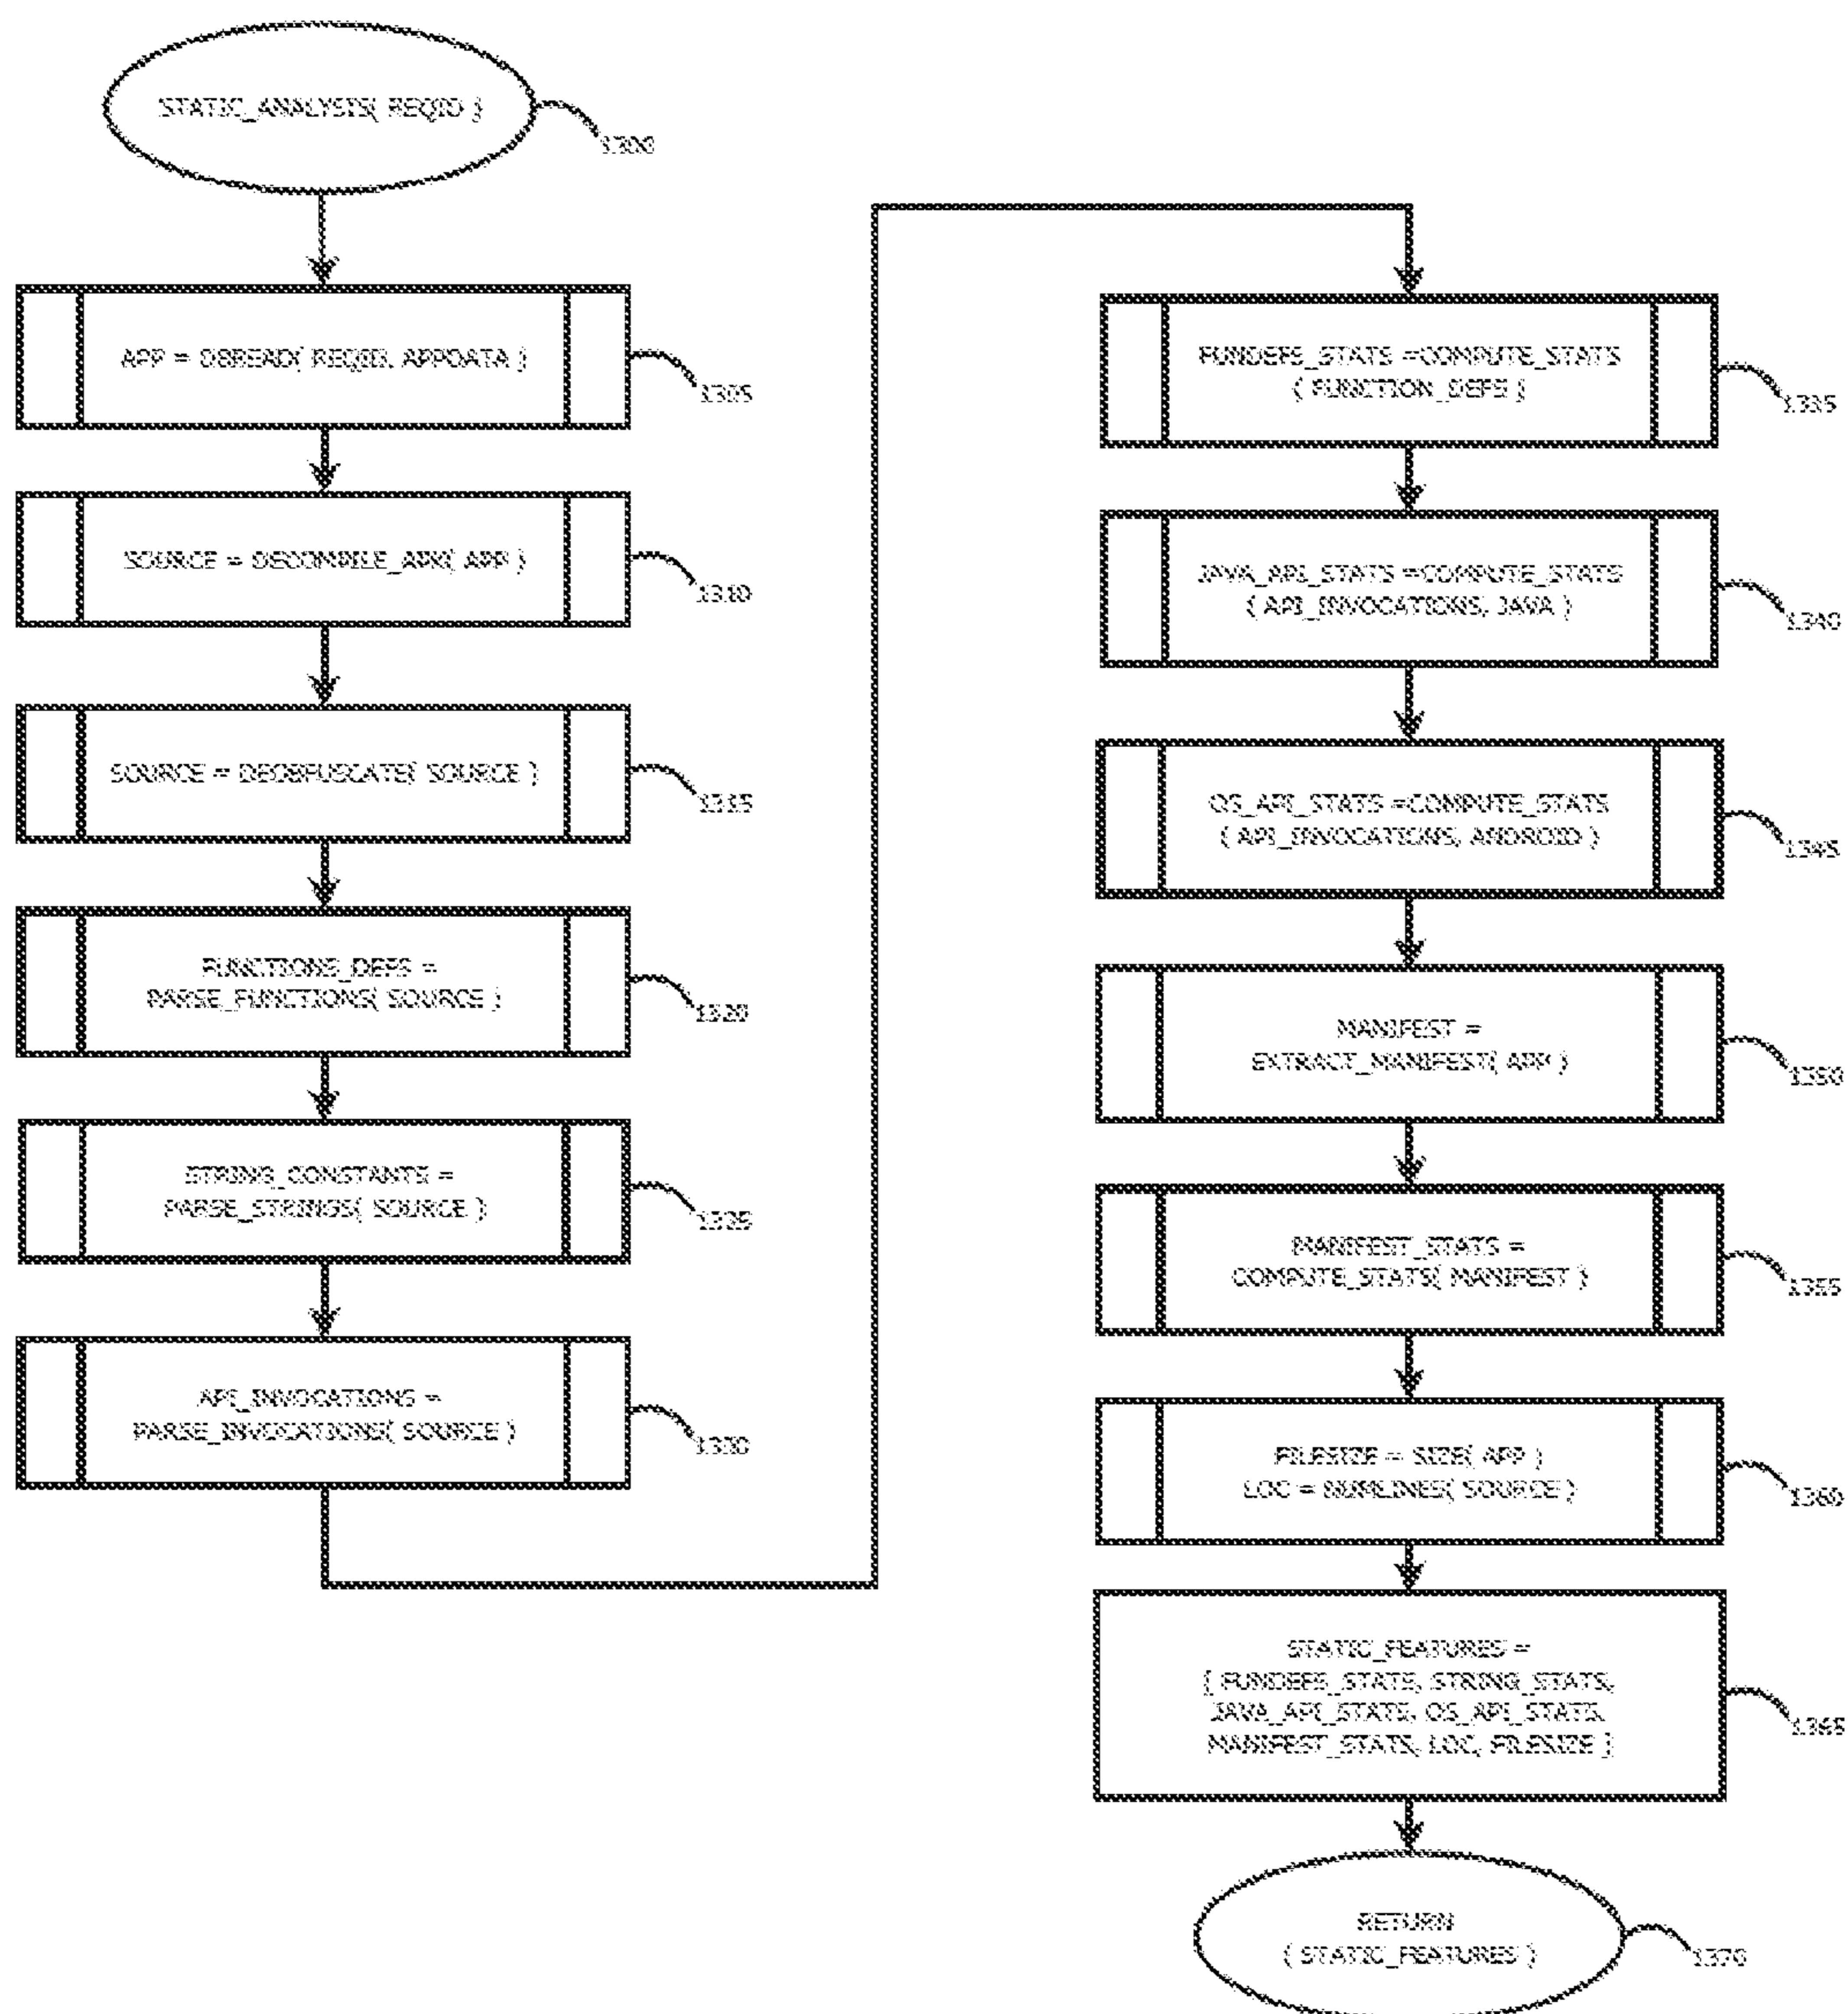 STATIC_ANALYSIS( REQID )
1300
APP = DBREAD( REQID, APPDATA )
1305
SOURCE = DECOMPILE_APK( APP )
1310
SOURCE = DEOBFUSCATE( SOURCE )
1315
FUNCTIONS_DEFS =
PARSE_FUNCTIONS( SOURCE )
1320
STRING_CONSTANTS =
PARSE_STRINGS( SOURCE )
1325
API_INVOCATIONS =
PARSE_INVOCATIONS( SOURCE )
1330
FUNDEFS_STATS =COMPUTE_STATS
( FUNCTION_DEFS )
1335
JAVA_API_STATS =COMPUTE_STATS
( API_INVOCATIONS, JAVA )
1340
OS_API_STATS =COMPUTE_STATS
( API_INVOCATIONS, ANDROID )
1345
MANIFEST =
EXTRACT_MANIFEST( APP )
1350
MANIFEST_STATS =
COMPUTE_STATS( MANIFEST )
1355
FILESIZE = SIZE( APP )
LOC = NUMLINES( SOURCE )
1360
STATIC_FEATURES =
[ FUNDEFS_STATS, STRING_STATS,
JAVA_API_STATS, OS_API_STATS,
MANIFEST_STATS, LOC, FILESIZE ]
1365
RETURN
( STATIC_FEATURES )
1370